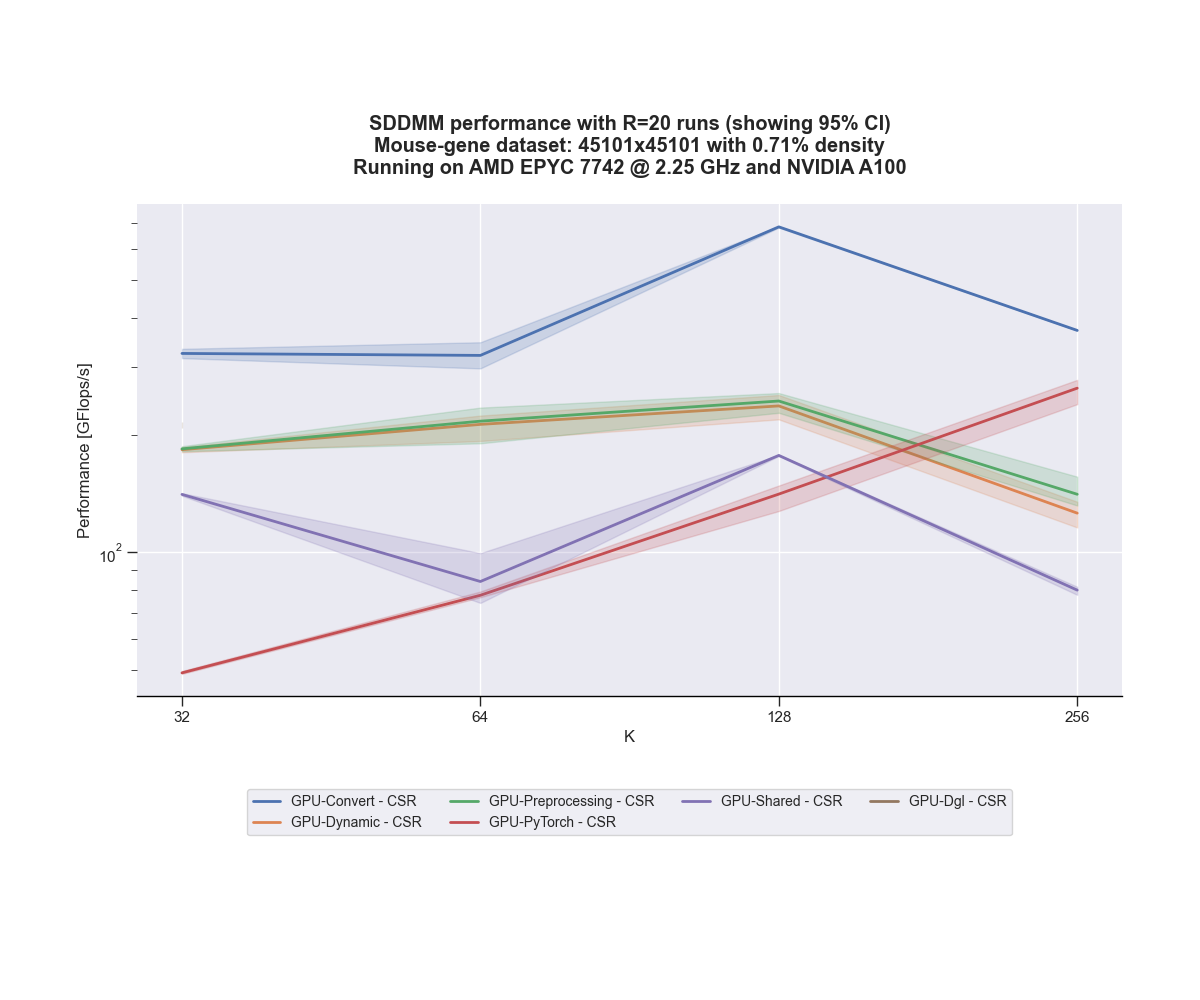 SDDMM performance with R=20 runs (showing 95% CI)
Mouse-gene dataset: 45101x45101 with 0.71% density
Running on AMD EPYC 7742 @ 2.25 GHz and NVIDIA A100
Performance [GFlops/s]
10²
32 64 128 256
K
GPU-Convert - CSR GPU-Preprocessing - CSR GPU-Shared - CSR GPU-Dgl - CSR
GPU-Dynamic - CSR GPU-PyTorch - CSR